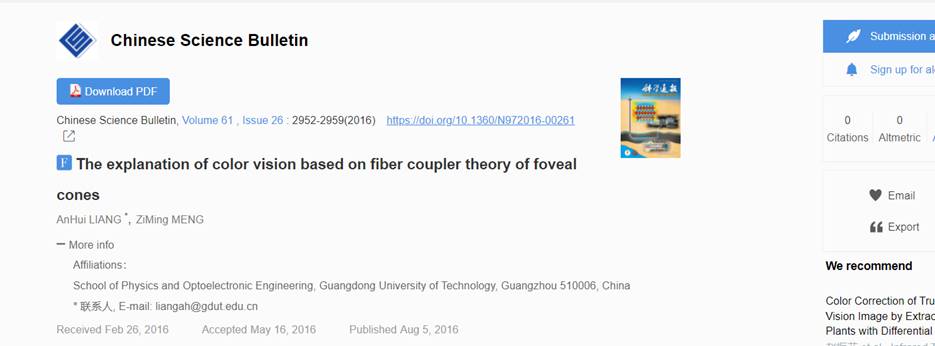 Chinese Science Bulletin
Submission a
Download PDF
Sign up for al
科学通报
Chinese Science Bulletin, Volume 61 , Issue 26 : 2952-2959(2016) https://doi.org/10.1360/N972016-00261
0 0
Citations Altmetric
F The explanation of color vision based on fiber coupler theory of foveal
cones
AnHui LIANG *, ZiMing MENG
Email
Export
— More info
Affiliations:
School of Physics and Optoelectronic Engineering, Guangdong University of Technology, Guangzhou 510006, China
* 联系人, E-mail: liangah@gdut.edu.cn
Received Feb 26, 2016 Accepted May 16, 2016 Published Aug 5, 2016
We recommend
Color Correction of Tru
Vision Image by Extrac
Plants with Differential